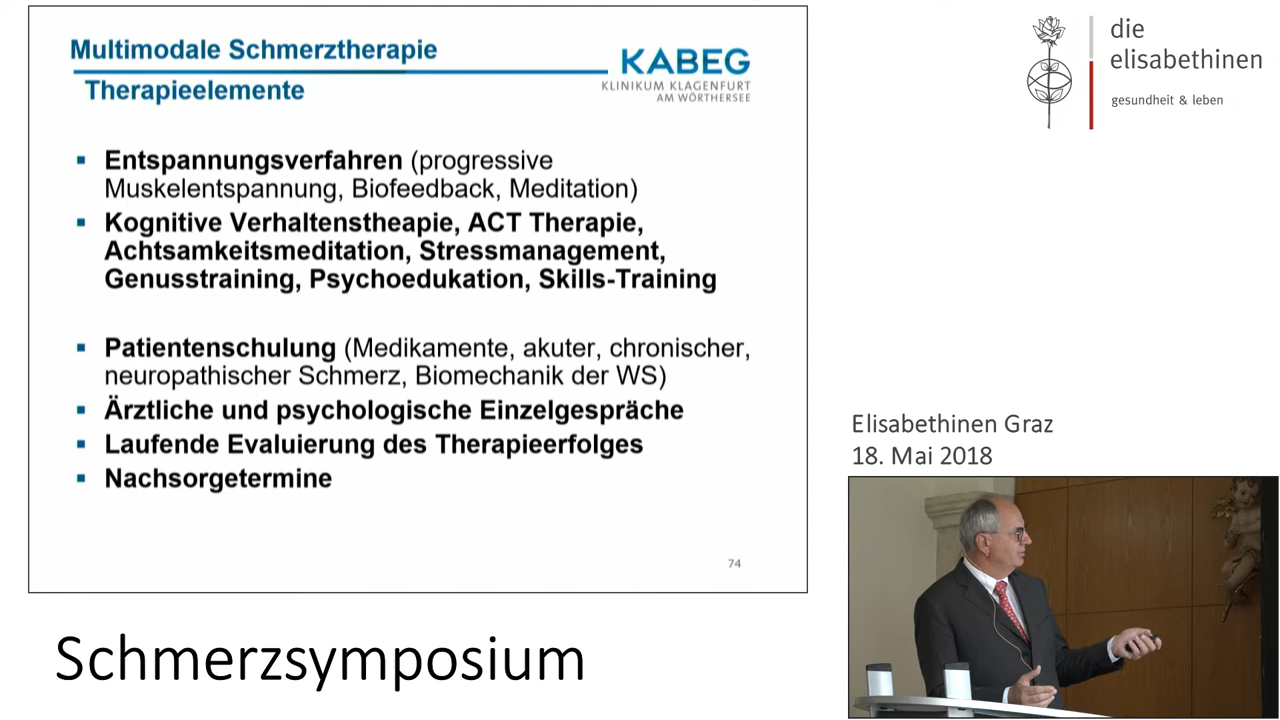 Multimodale Schmerztherapie
Therapieelemente
KABEG
KLINIKUM KLAGENFURT
AM WÖRTHERSEE
▪ Entspannungsverfahren (progressive
Muskelentspannung, Biofeedback, Meditation)
▪ Kognitive Verhaltenstheapie, ACT Therapie,
Achtsamkeitsmeditation, Stressmanagement,
Genusstraining, Psychoedukation, Skills-Training
▪ Patientenschulung (Medikamente, akuter, chronischer,
neuropathischer Schmerz, Biomechanik der WS)
▪ Ärztliche und psychologische Einzelgespräche
▪ Laufende Evaluierung des Therapieerfolges
▪ Nachsorgetermine
74
die
elisabethinen
gesundheit & leben
Elisabethinen Graz
18. Mai 2018
Schmerzsymposium